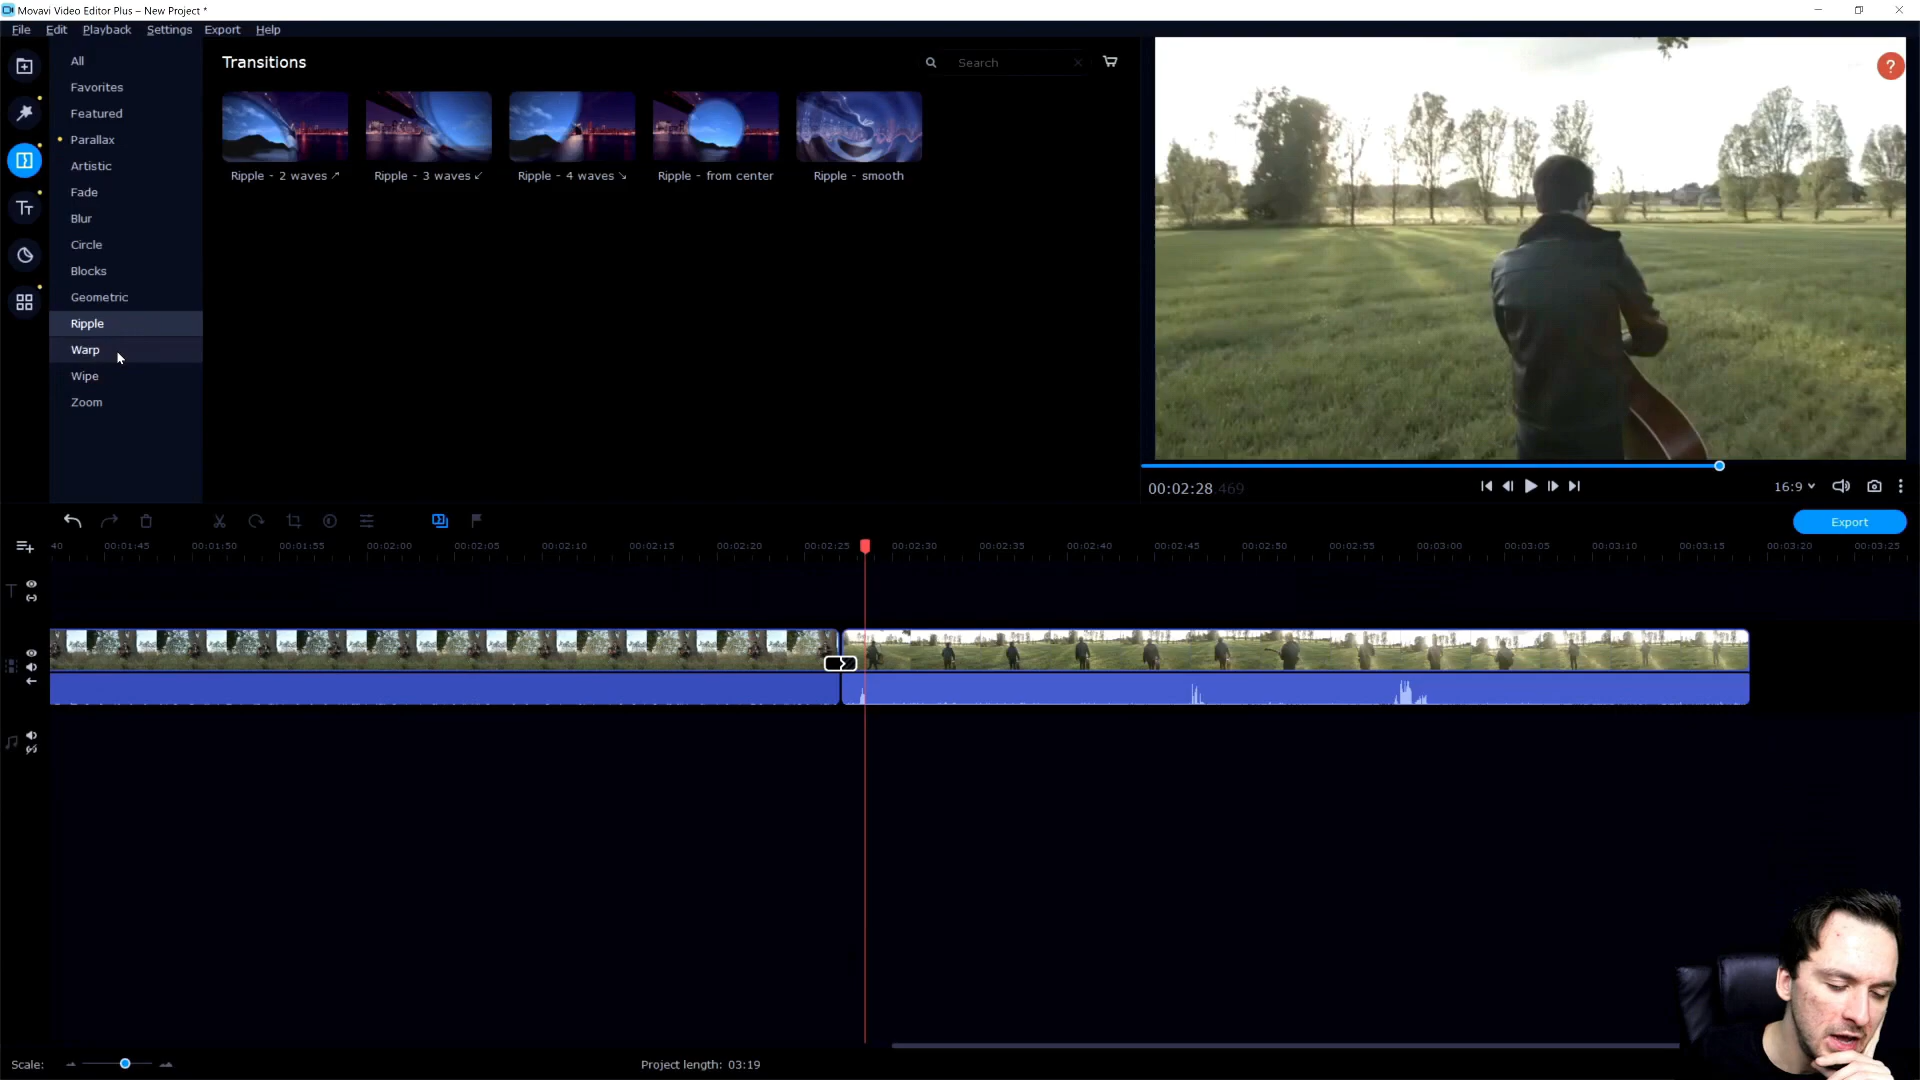 Movavi Video Editor Plus – New Project *
File Edit Playback Settings Export Help
All
Favorites
Featured
Parallax
Artistic
Fade
Blur
Circle
Blocks
Geometric
Ripple
Warp
Wipe
Zoom
Transitions
Search
Ripple - 2 waves ↗
Ripple - 3 waves ↙
Ripple - 4 waves ↘
Ripple - from center
Ripple - smooth
?
00:02:28.469
16:9
Export
40 00:01:45 00:01:50 00:01:55 00:02:00 00:02:05 00:02:10 00:02:15 00:02:20 00:02:25 00:02:30 00:02:35 00:02:40 00:02:45 00:02:50 00:02:55 00:03:00 00:03:05 00:03:10 00:03:15 00:03:20 00:03:25
Scale:
Project length: 03:19